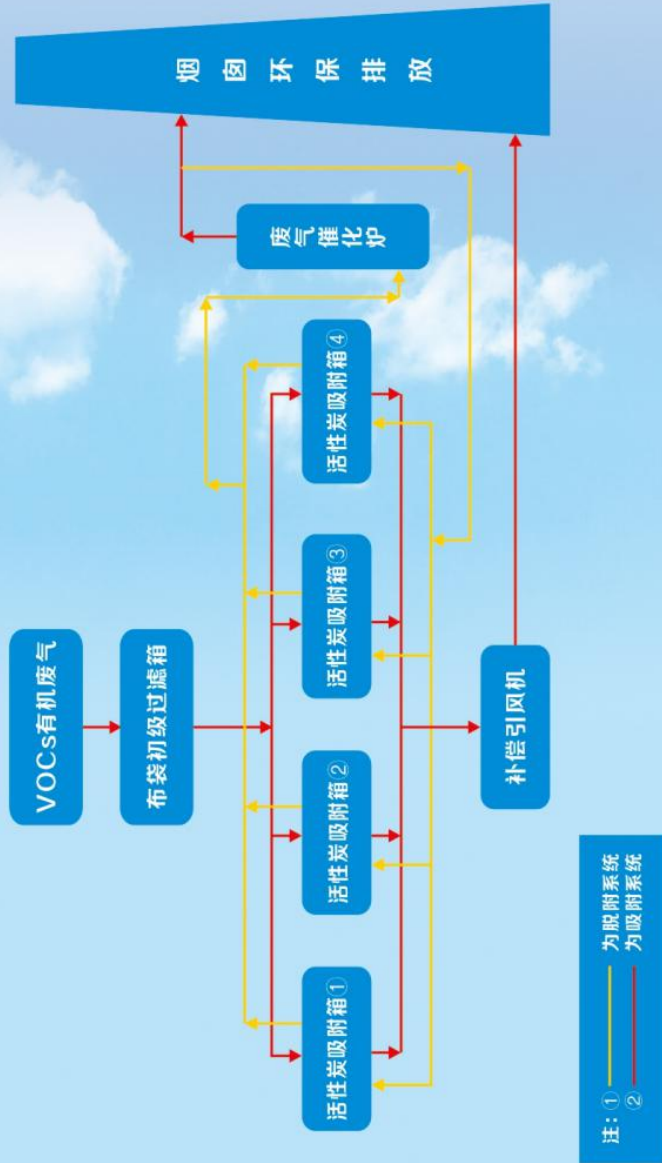 VOCs有机废气
布袋初级过滤箱
活性炭吸附箱①
活性炭吸附箱②
活性炭吸附箱③
活性炭吸附箱④
废气催化炉
补偿引风机
烟囱环保排放
注：① 为脱附系统
② 为吸附系统